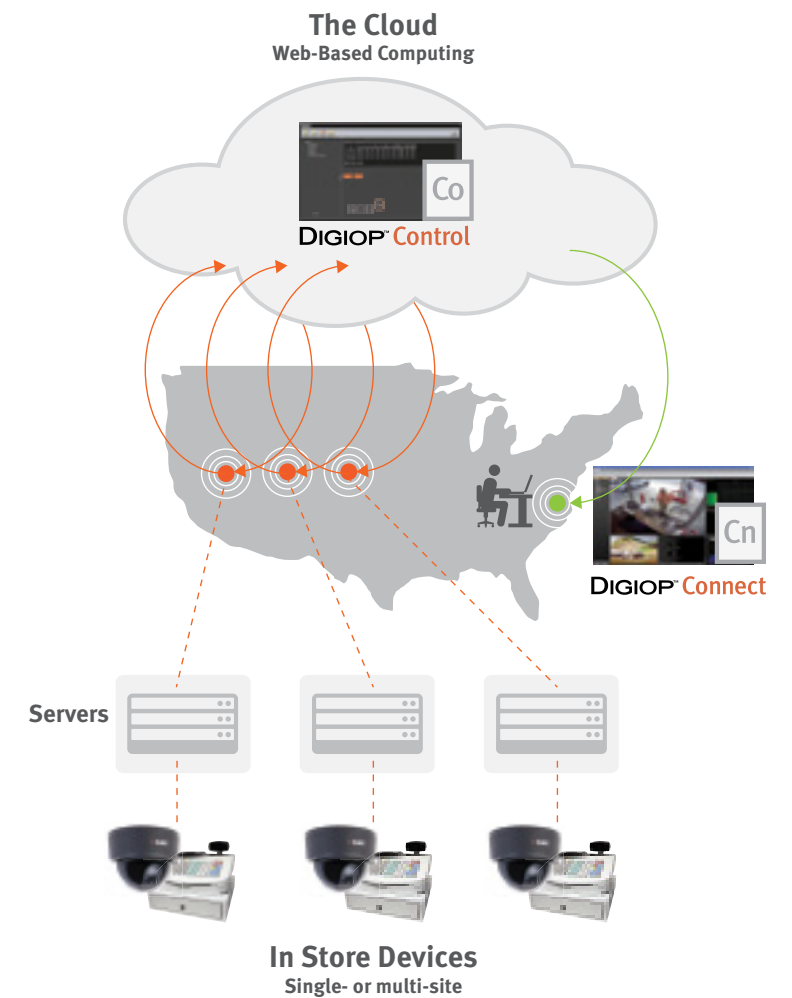 The Cloud
Web-Based Computing
Co
DIGIOP™ Control
Cn
DIGIOP™ Connect
Servers
In Store Devices
Single- or multi-site